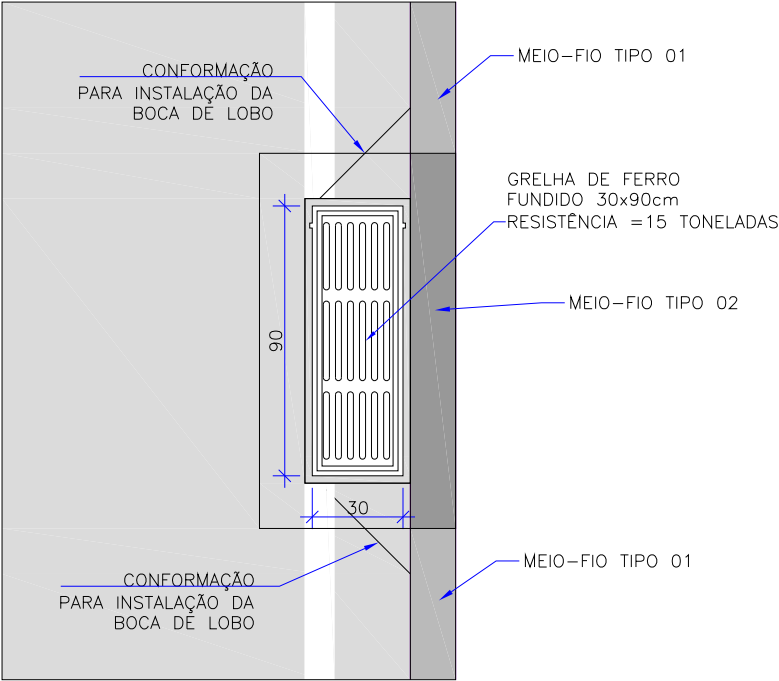 MEIO-FIO TIPO 01
CONFORMAÇÃO
PARA INSTALAÇÃO DA
BOCA DE LOBO
GRELHA DE FERRO
FUNDIDO 30x90cm
RESISTÊNCIA =15 TONELADAS
MEIO-FIO TIPO 02
90
30
MEIO-FIO TIPO 01
CONFORMAÇÃO
PARA INSTALAÇÃO DA
BOCA DE LOBO